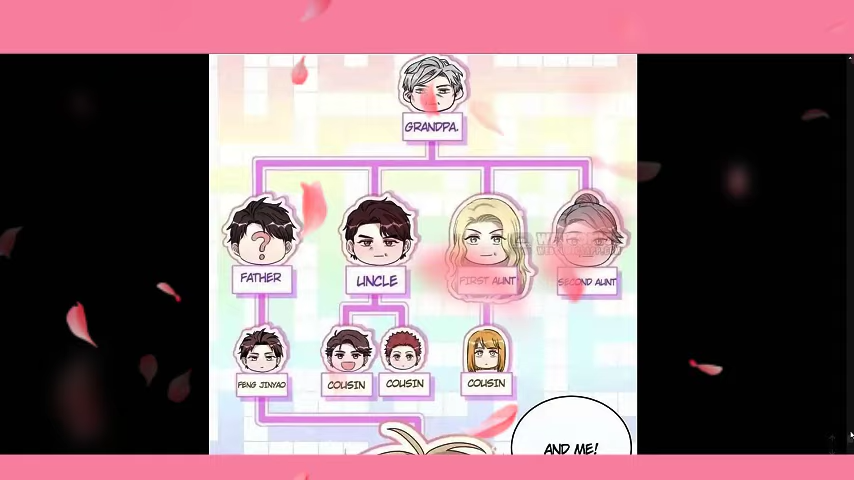 GRANDPA.
FATHER
UNCLE
FIRST AUNT
SECOND AUNT
FENG JINYAO
COUSIN
COUSIN
COUSIN
AND ME!